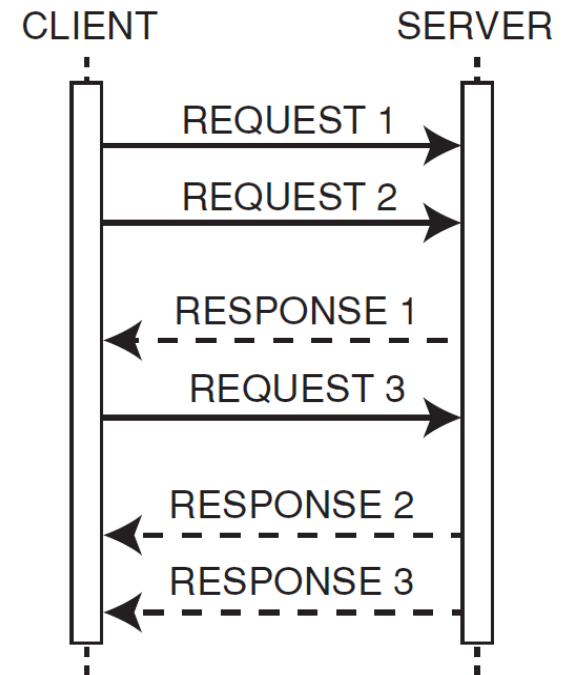 CLIENT SERVER
REQUEST 1
REQUEST 2
RESPONSE 1
REQUEST 3
RESPONSE 2
RESPONSE 3